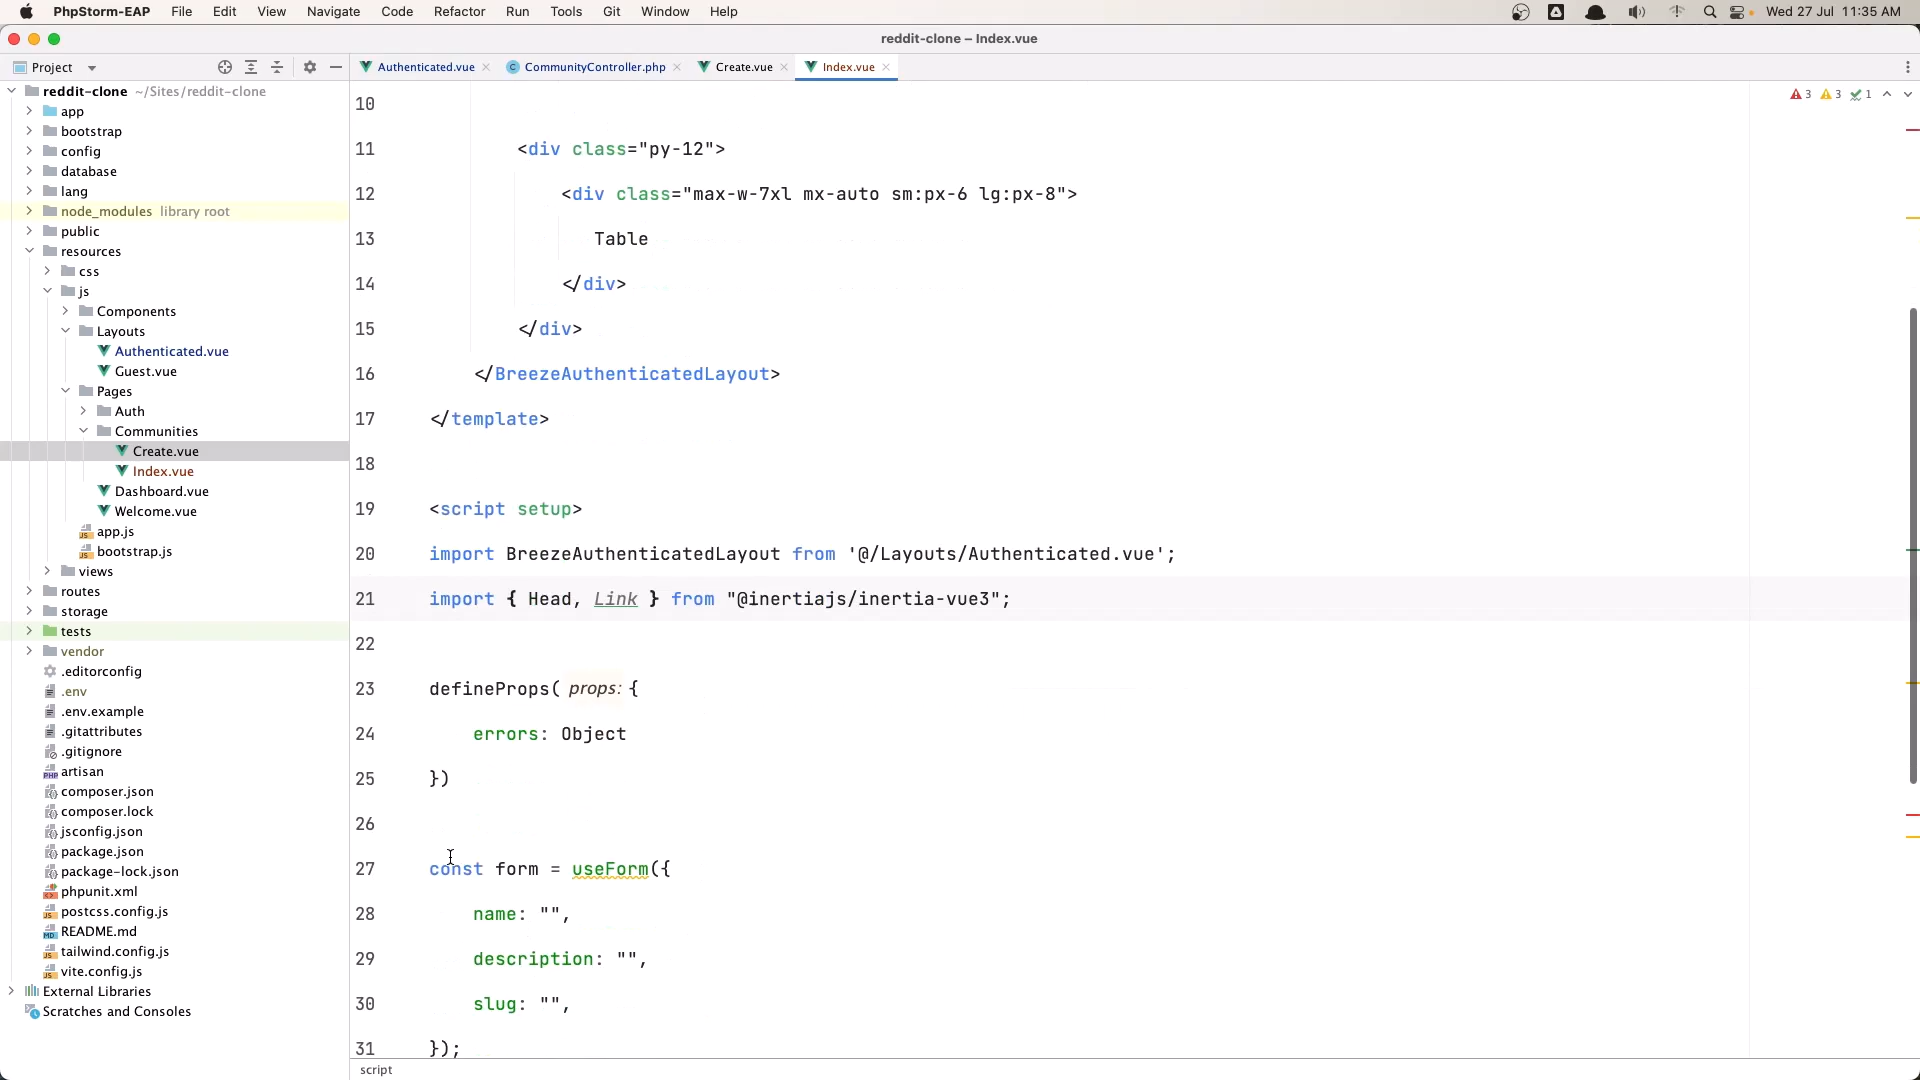 PhpStorm-EAP File Edit View Navigate Code Refactor Run Tools Git Window Help Wed 27 Jul 11:35 AM
reddit-clone – Index.vue
Project Authenticated.vue CommunityController.php Create.vue Index.vue
reddit-clone ~/Sites/reddit-clone
app
bootstrap
config
database
lang
node_modules library root
public
resources
css
js
Components
Layouts
Authenticated.vue
Guest.vue
Pages
Auth
Communities
Create.vue
Index.vue
Dashboard.vue
Welcome.vue
app.js
bootstrap.js
views
routes
storage
tests
vendor
.editorconfig
.env
.env.example
.gitattributes
.gitignore
artisan
composer.json
composer.lock
jsconfig.json
package.json
package-lock.json
phpunit.xml
postcss.config.js
README.md
tailwind.config.js
vite.config.js
External Libraries
Scratches and Consoles
3 3 1
10
11 <div class="py-12">
12 <div class="max-w-7xl mx-auto sm:px-6 lg:px-8">
13 Table
14 </div>
15 </div>
16 </BreezeAuthenticatedLayout>
17 </template>
18
19 <script setup>
20 import BreezeAuthenticatedLayout from '@/Layouts/Authenticated.vue';
21 import { Head, Link } from "@inertiajs/inertia-vue3";
22
23 defineProps( props: {
24 errors: Object
25 })
26
27 const form = useForm({
28 name: "",
29 description: "",
30 slug: "",
31 });
script